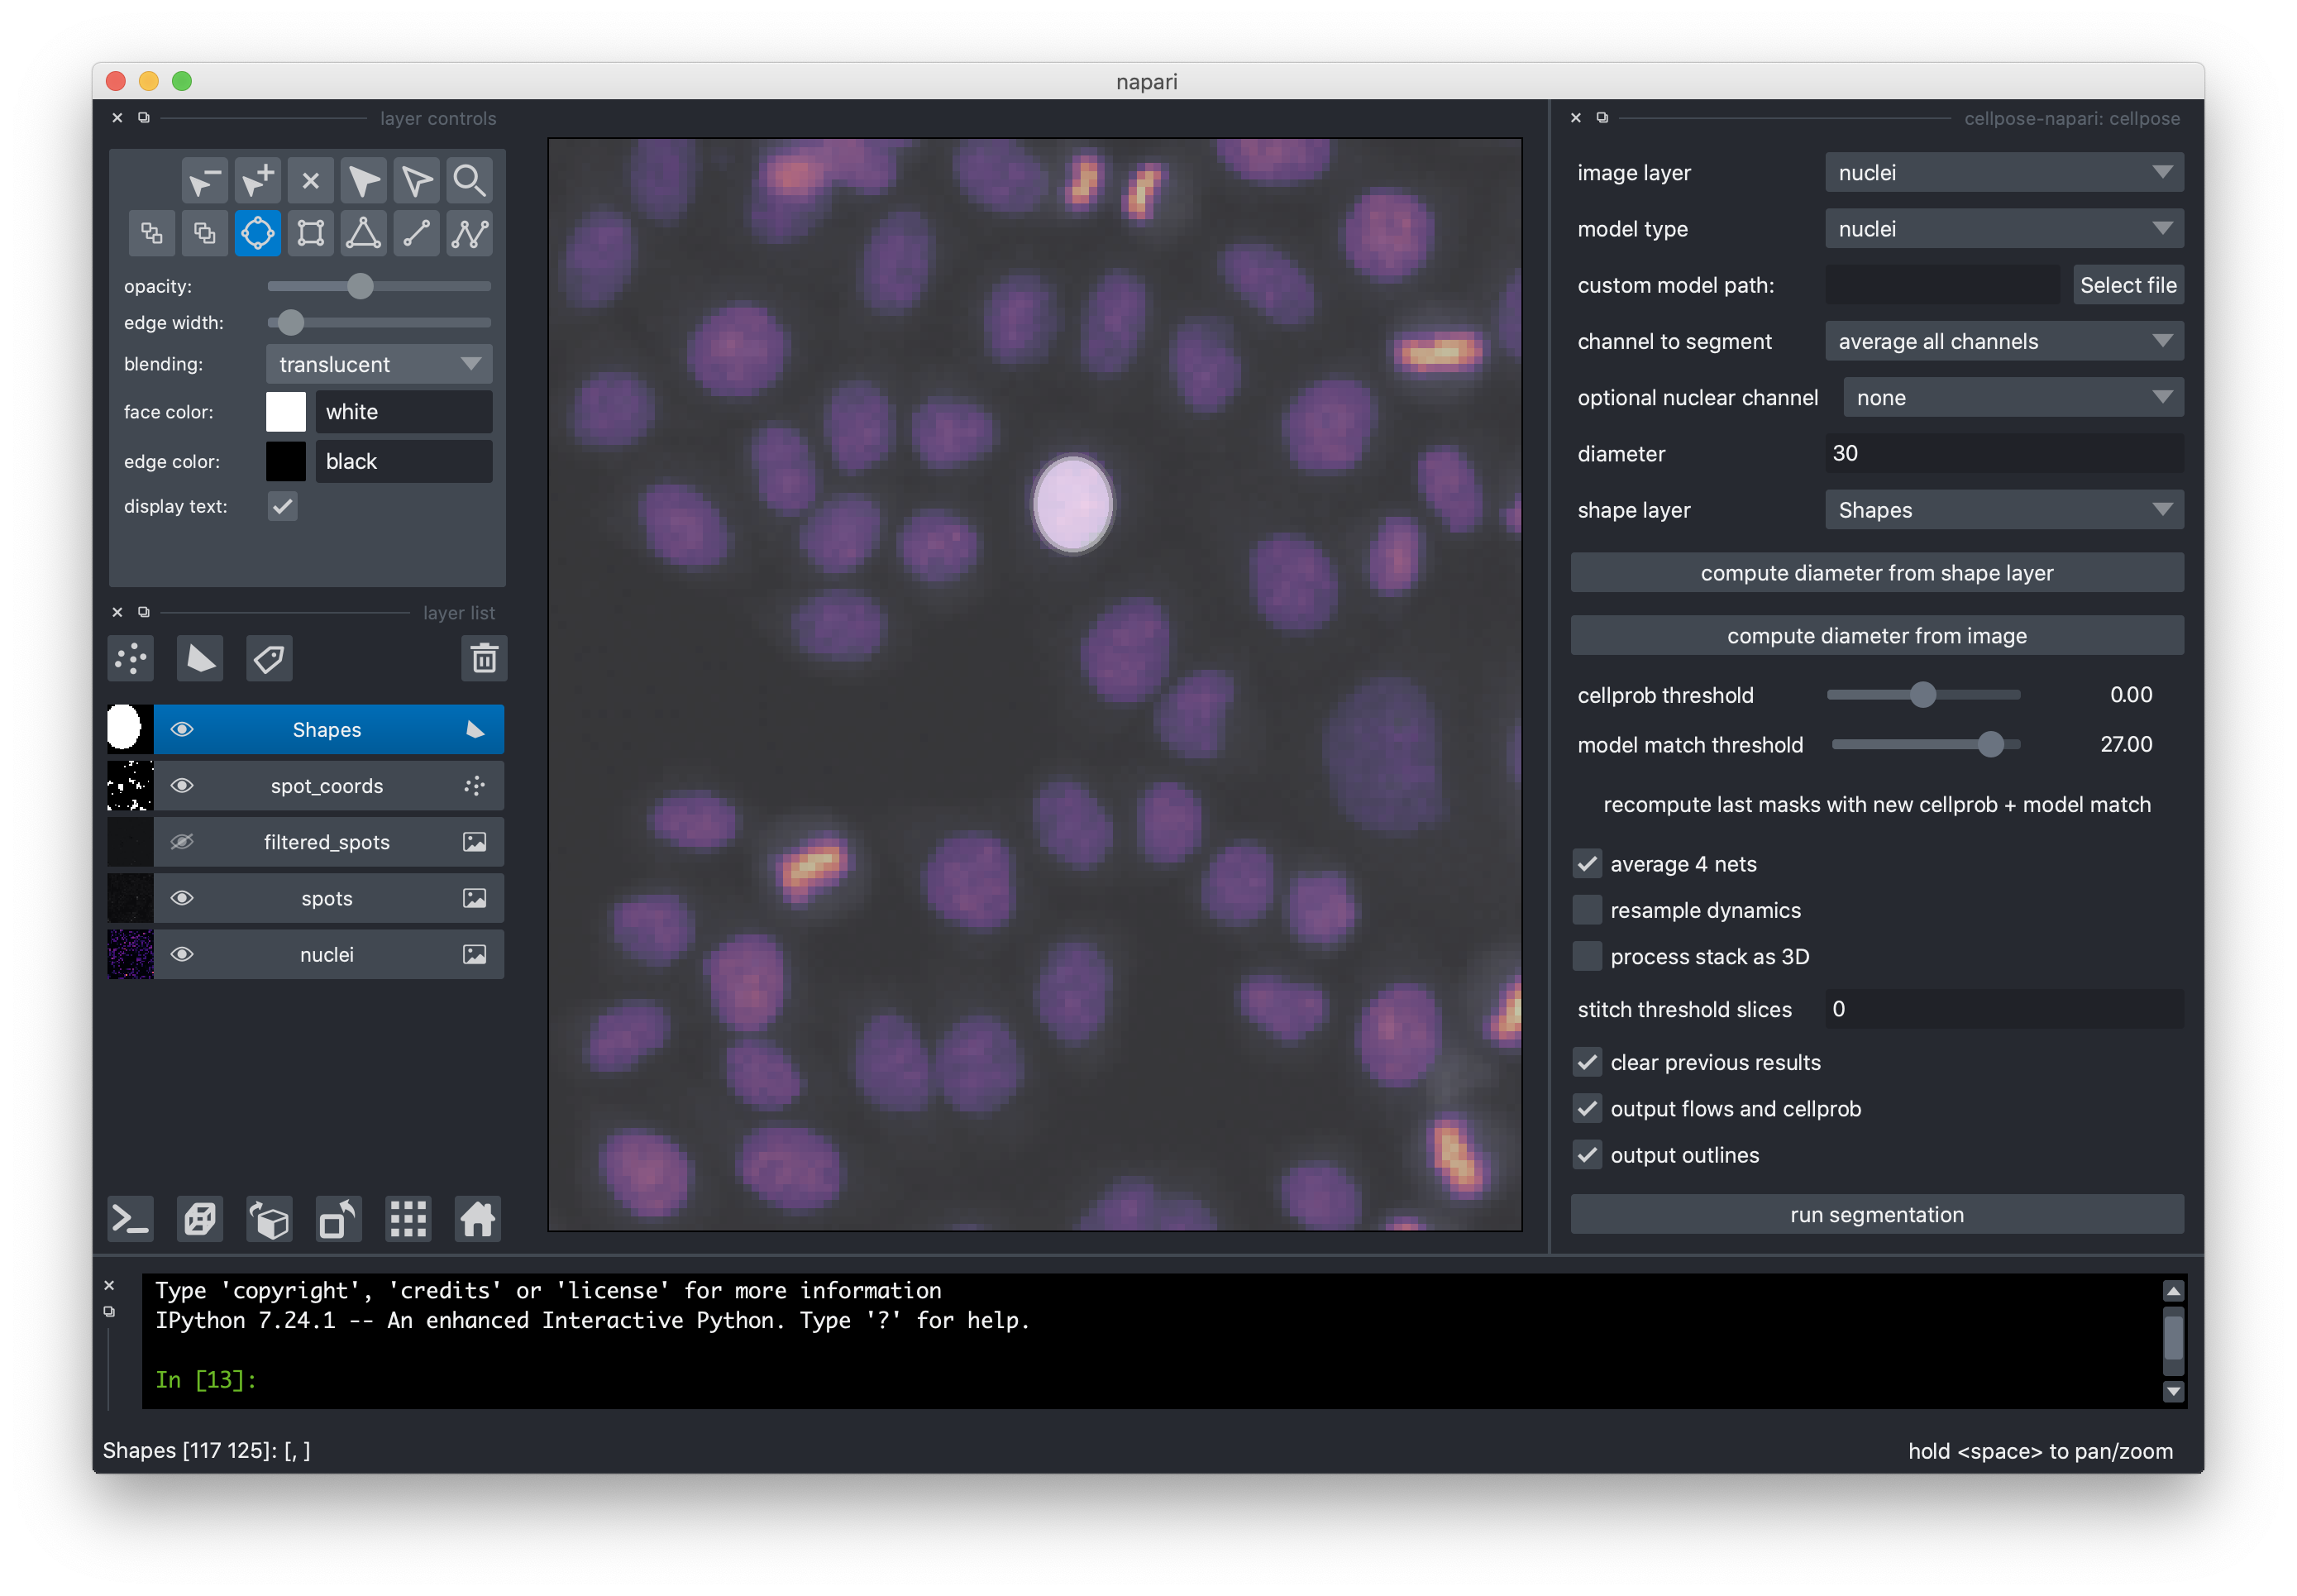 napari
layer controls
opacity:
edge width:
blending: translucent
face color: white
edge color: black
display text:
layer list
Shapes
spot_coords
filtered_spots
spots
nuclei
cellpose-napari: cellpose
image layer nuclei
model type nuclei
custom model path: Select file
channel to segment average all channels
optional nuclear channel none
diameter 30
shape layer Shapes
compute diameter from shape layer
compute diameter from image
cellprob threshold 0.00
model match threshold 27.00
recompute last masks with new cellprob + model match
average 4 nets
resample dynamics
process stack as 3D
stitch threshold slices 0
clear previous results
output flows and cellprob
output outlines
run segmentation
Type 'copyright', 'credits' or 'license' for more information
IPython 7.24.1 -- An enhanced Interactive Python. Type '?' for help.
In [13]:
Shapes [117 125]: [, ]
hold <space> to pan/zoom